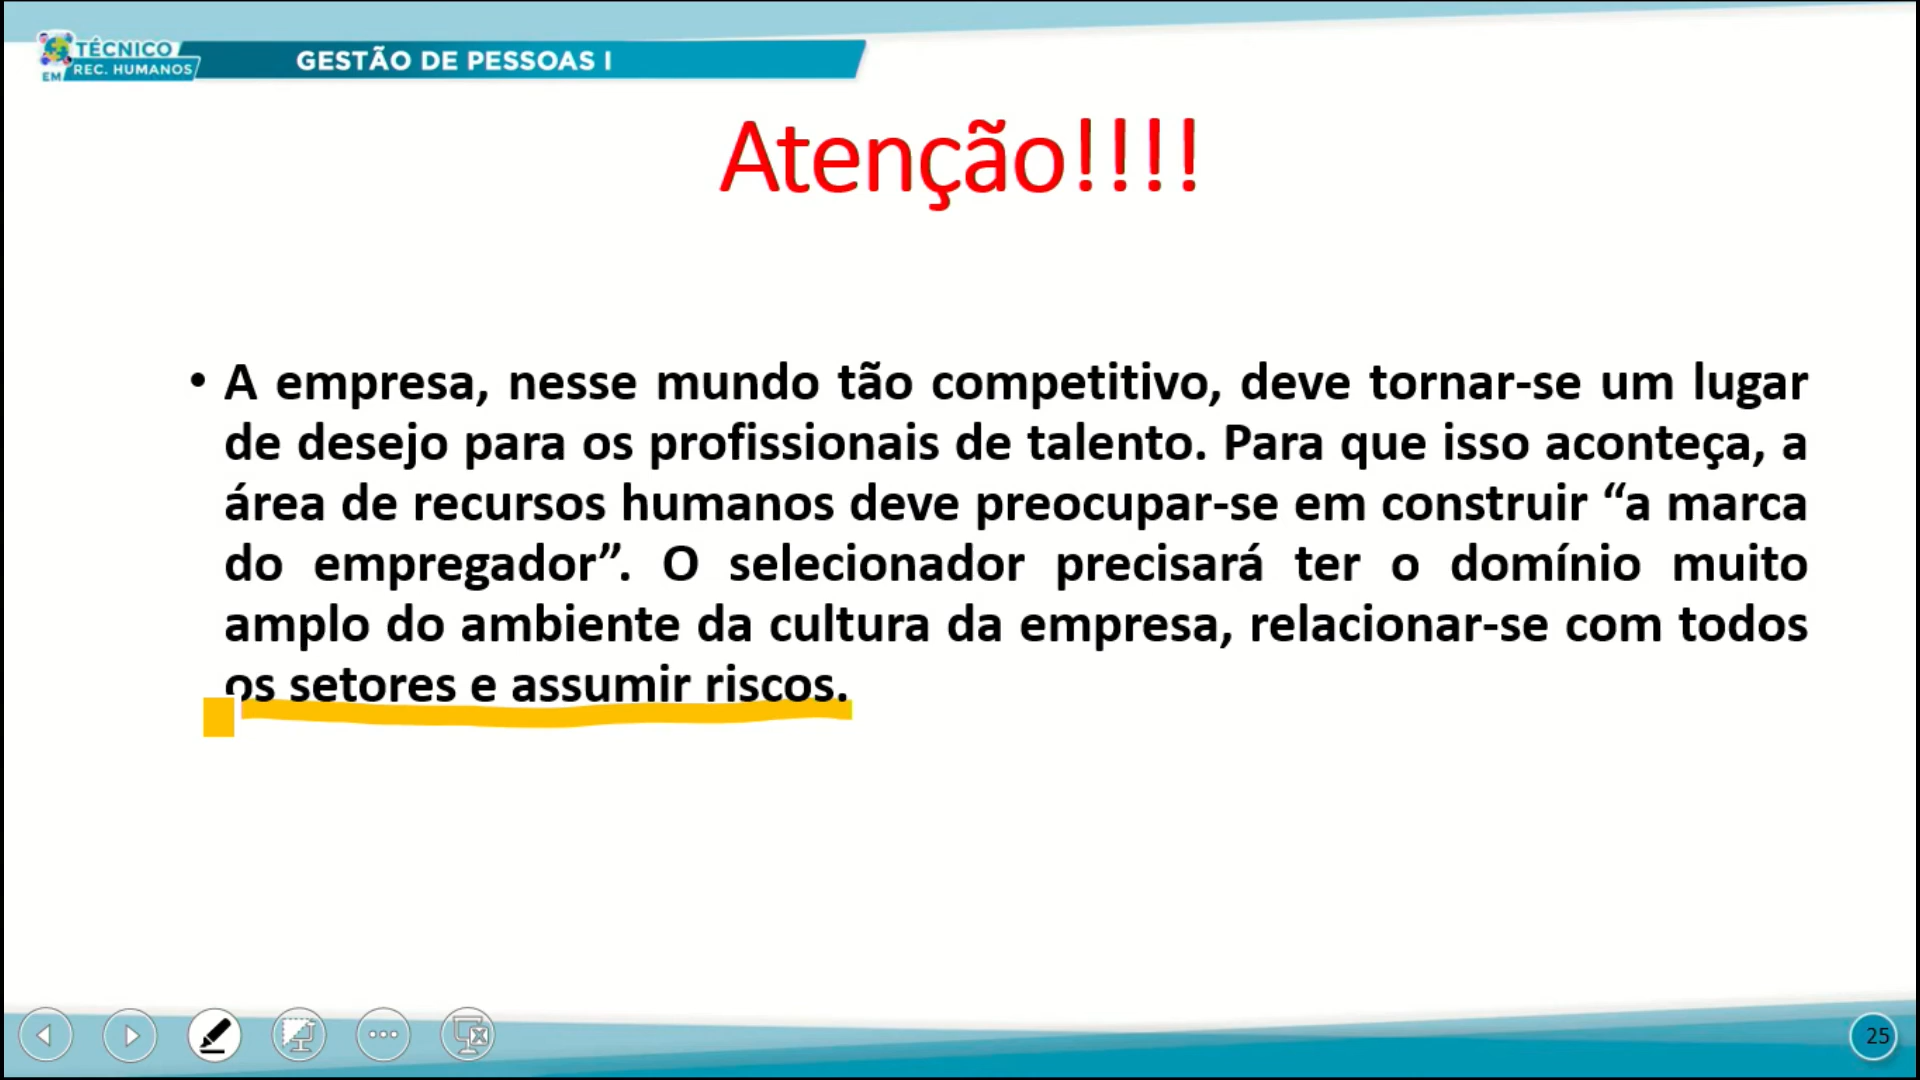 TÉCNICO
EM REC. HUMANOS
GESTÃO DE PESSOAS I
Atenção!!!!
• A empresa, nesse mundo tão competitivo, deve tornar-se um lugar
de desejo para os profissionais de talento. Para que isso aconteça, a
área de recursos humanos deve preocupar-se em construir “a marca
do empregador”. O selecionador precisará ter o domínio muito
amplo do ambiente da cultura da empresa, relacionar-se com todos
os setores e assumir riscos.
25